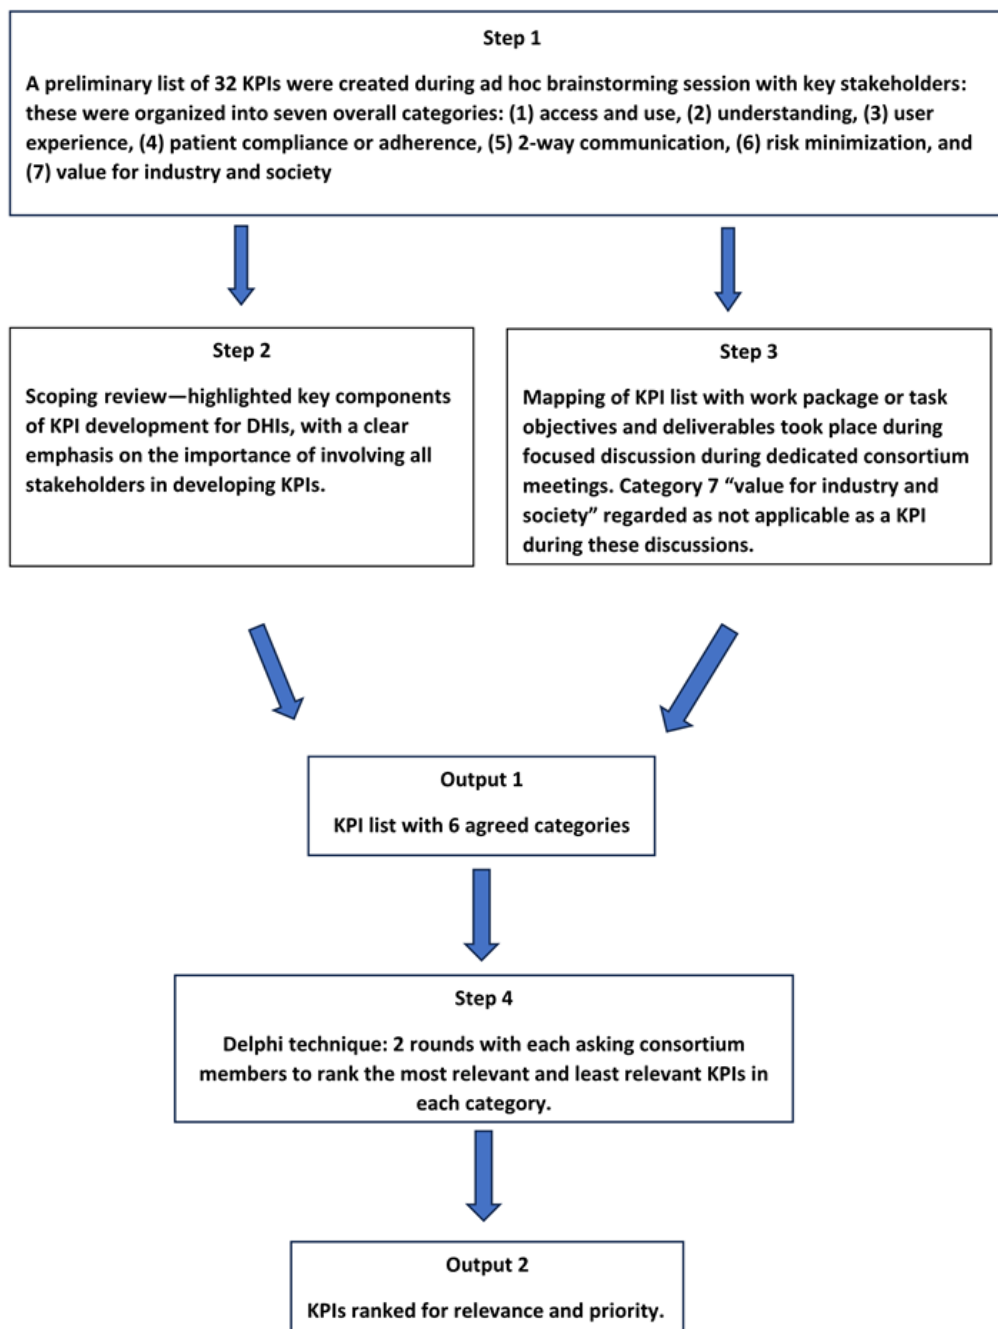 Step 1
A preliminary list of 32 KPIs were created during ad hoc brainstorming session with key stakeholders:
these were organized into seven overall categories: (1) access and use, (2) understanding, (3) user
experience, (4) patient compliance or adherence, (5) 2-way communication, (6) risk minimization, and
(7) value for industry and society
Step 2
Scoping review—highlighted key components
of KPI development for DHIs, with a clear
emphasis on the importance of involving all
stakeholders in developing KPIs.
Step 3
Mapping of KPI list with work package or task
objectives and deliverables took place during
focused discussion during dedicated consortium
meetings. Category 7 “value for industry and
society” regarded as not applicable as a KPI
during these discussions.
Output 1
KPI list with 6 agreed categories
Step 4
Delphi technique: 2 rounds with each asking consortium
members to rank the most relevant and least relevant KPIs in
each category.
Output 2
KPIs ranked for relevance and priority.